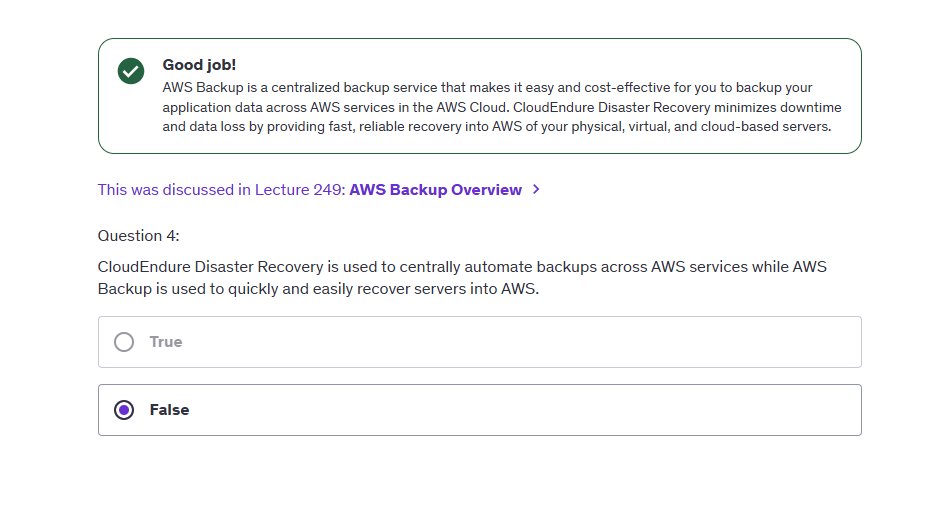 Good job!
AWS Backup is a centralized backup service that makes it easy and cost-effective for you to backup your
application data across AWS services in the AWS Cloud. CloudEndure Disaster Recovery minimizes downtime
and data loss by providing fast, reliable recovery into AWS of your physical, virtual, and cloud-based servers.
This was discussed in Lecture 249: AWS Backup Overview
Question 4:
CloudEndure Disaster Recovery is used to centrally automate backups across AWS services while AWS
Backup is used to quickly and easily recover servers into AWS.
True
False